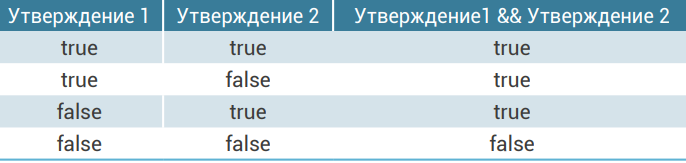 Утверждение 1 Утверждение 2 Утверждение1 && Утверждение 2
true true true
true false true
false true true
false false false